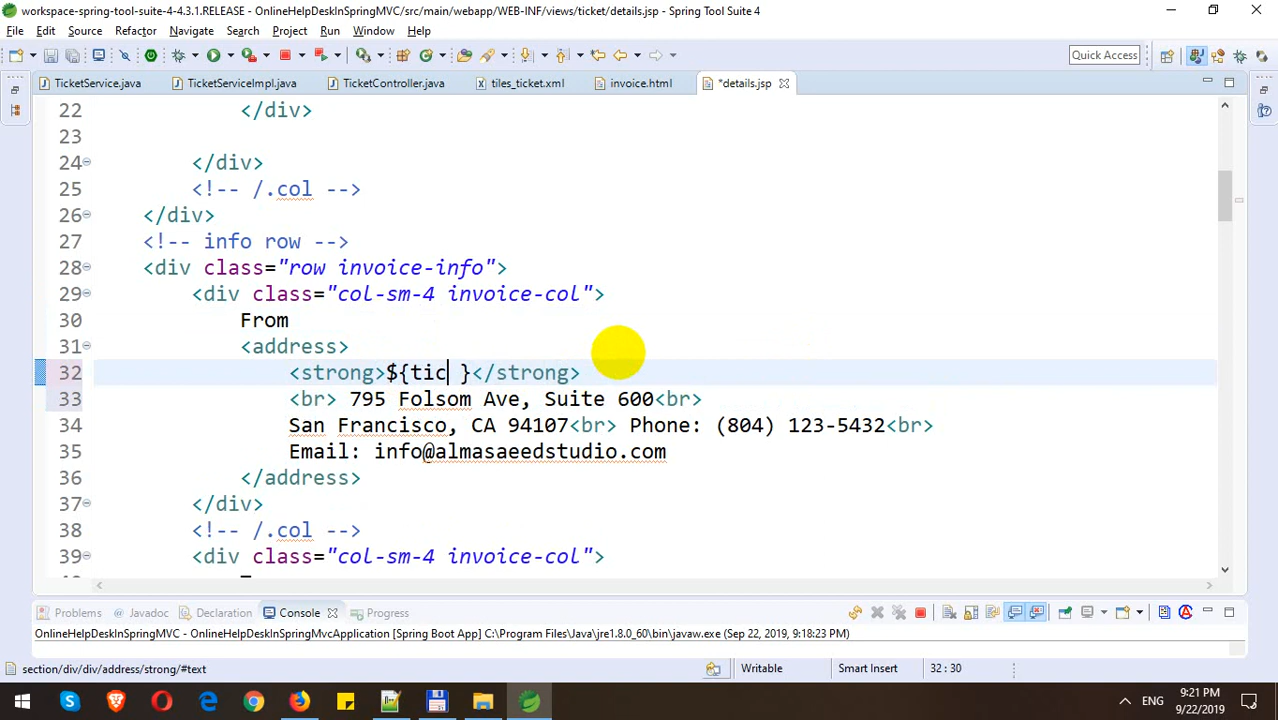 workspace-spring-tool-suite-4-4.3.1.RELEASE - OnlineHelpDeskInSpringMVC/src/main/webapp/WEB-INF/views/ticket/details.jsp - Spring Tool Suite 4
File Edit Source Refactor Navigate Search Project Run Window Help
Quick Access
TicketService.java TicketServiceImpl.java TicketController.java tiles_ticket.xml invoice.html *details.jsp
22 </div>
23
24 </div>
25 <!-- /.col -->
26 </div>
27 <!-- info row -->
28 <div class="row invoice-info">
29 <div class="col-sm-4 invoice-col">
30 From
31 <address>
32 <strong>${tic }</strong>
33 <br> 795 Folsom Ave, Suite 600<br>
34 San Francisco, CA 94107<br> Phone: (804) 123-5432<br>
35 Email: info@almasaeedstudio.com
36 </address>
37 </div>
38 <!-- /.col -->
39 <div class="col-sm-4 invoice-col">
Problems Javadoc Declaration Console Progress
OnlineHelpDeskInSpringMVC - OnlineHelpDeskInSpringMvcApplication [Spring Boot App] C:\Program Files\Java\jre1.8.0_60\bin\javaw.exe (Sep 22, 2019, 9:18:23 PM)
section/div/div/address/strong/#text Writable Smart Insert 32 : 30
ENG 9:21 PM
9/22/2019